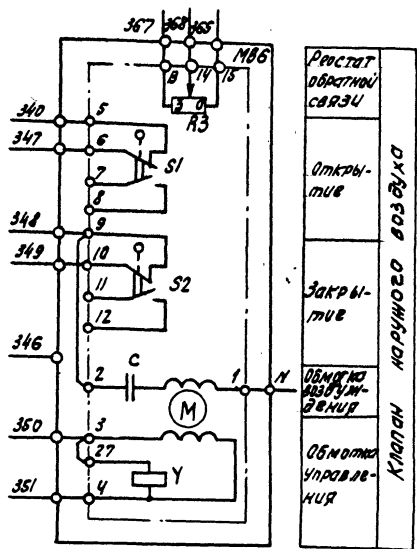 367 368 365
МВ6
В 14 15
З О
R3
340 5
347 6
S1
7
8
348 9
349 10
S2
11
12
346
2 С 1 N
М
350 3
27
Y
351 4
Реостат
обратной
связи
Откры-
тие
Закры-
тие
Обмотка
возбуж-
дения
Обмотка
управле-
ния
Клапан наружного воздуха